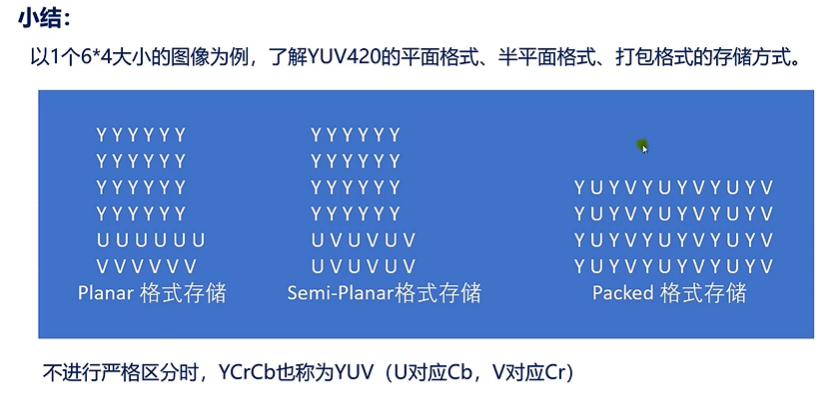 小结：
以1个6*4大小的图像为例，了解YUV420的平面格式、半平面格式、打包格式的存储方式。
Y Y Y Y Y Y
Y Y Y Y Y Y
Y Y Y Y Y Y
Y Y Y Y Y Y
U U U U U U
V V V V V V
Planar 格式存储
Y Y Y Y Y Y
Y Y Y Y Y Y
Y Y Y Y Y Y
Y Y Y Y Y Y
U V U V U V
U V U V U V
Semi-Planar格式存储
Y U Y V Y U Y V Y U Y V
Y U Y V Y U Y V Y U Y V
Y U Y V Y U Y V Y U Y V
Y U Y V Y U Y V Y U Y V
Packed 格式存储
不进行严格区分时，YCrCb也称为YUV（U对应Cb，V对应Cr）